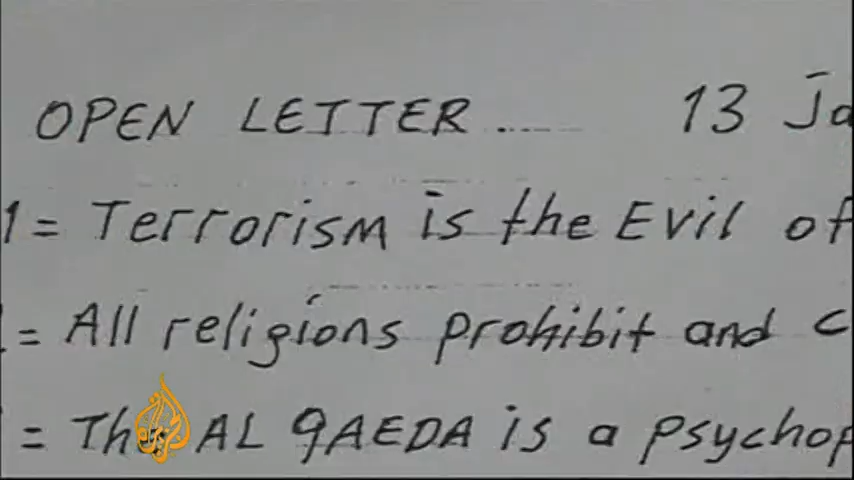 OPEN LETTER ..... 13 Ja
1 = Terrorism is the Evil of
= All religions prohibit and c
= The AL QAEDA is a psychop